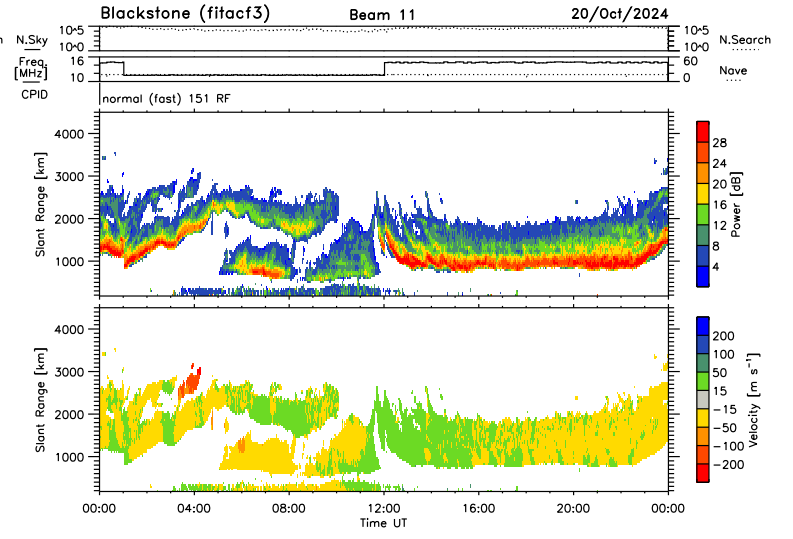 Blackstone (fitacf3) Beam 11 20/Oct/2024
N.Sky 10^5 10^0 10^5 10^0 N.Search
Freq. [MHz] 16 10 60 0 Nave
CPID normal (fast) 151 RF
Slant Range [km] 4000 3000 2000 1000
Power [dB] 28 24 20 16 12 8 4
Slant Range [km] 4000 3000 2000 1000
Velocity [m s⁻¹] 200 100 50 15 -15 -50 -100 -200
00:00 04:00 08:00 12:00 16:00 20:00 00:00
Time UT